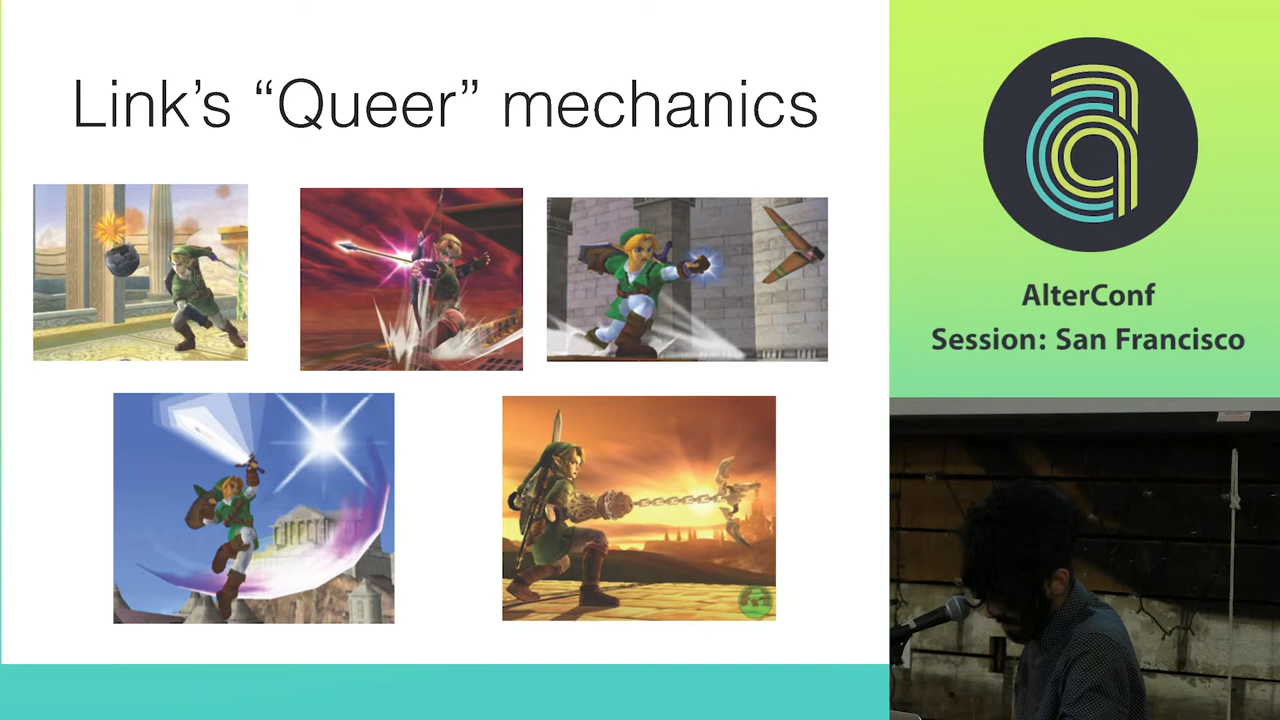 Link’s “Queer” mechanics
AlterConf
Session: San Francisco